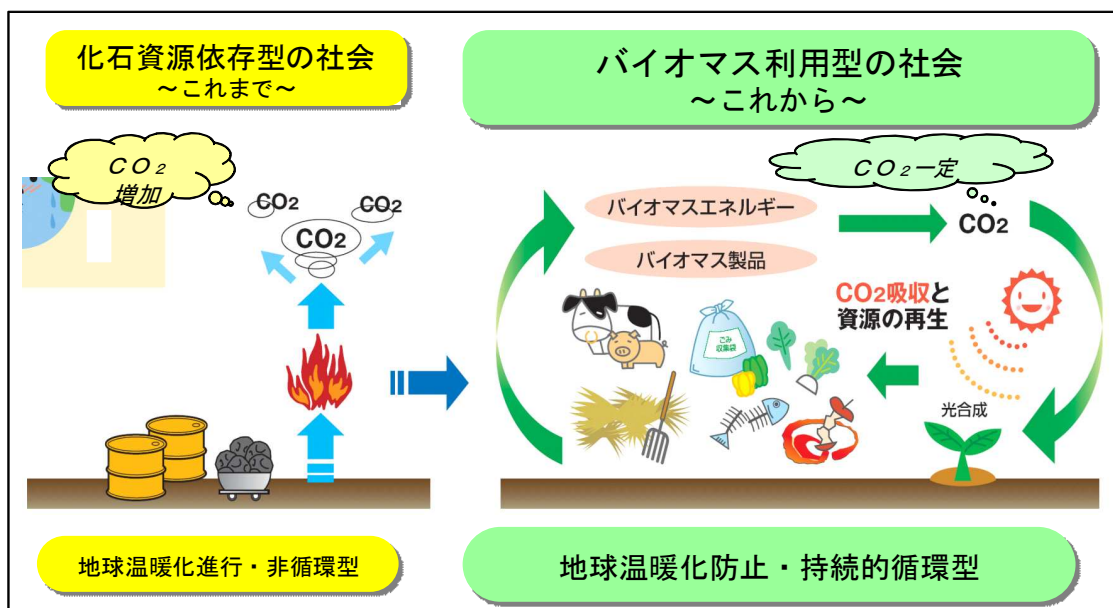 化石資源依存型の社会
～これまで～
バイオマス利用型の社会
～これから～
ＣＯ₂
増加
CO2
CO2
CO2
ＣＯ₂一定
バイオマスエネルギー
CO2
バイオマス製品
CO2吸収と
資源の再生
ごみ
収集袋
光合成
地球温暖化進行・非循環型
地球温暖化防止・持続的循環型